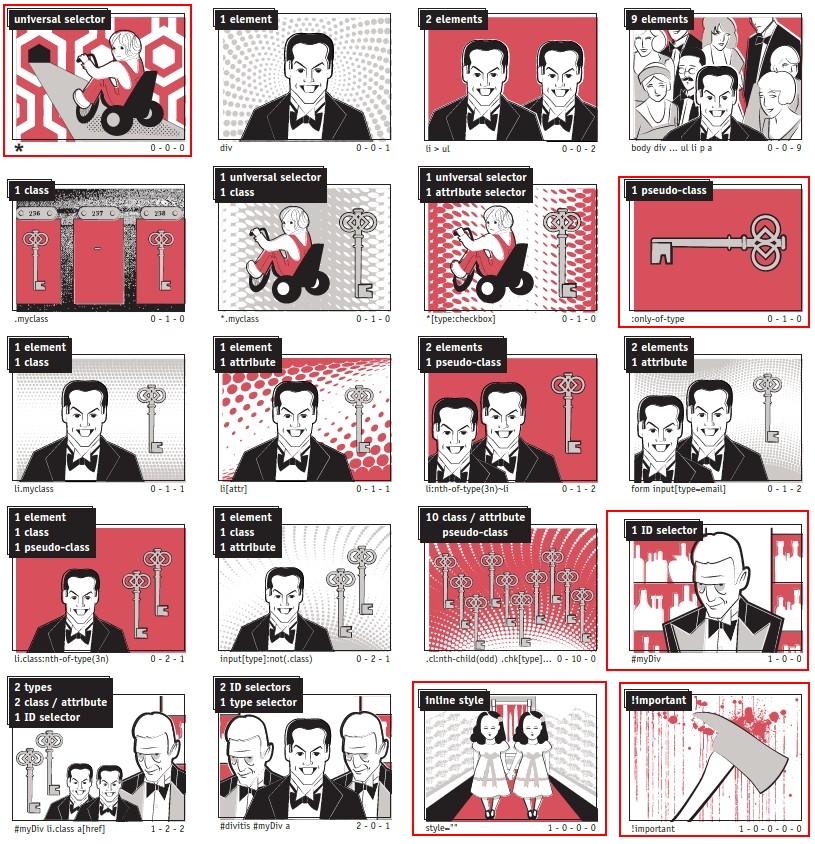 universal selector
*
0 - 0 - 0
1 element
div
0 - 0 - 1
2 elements
li > ul
0 - 0 - 2
9 elements
body div ... ul li p a
0 - 0 - 9
1 class
236
237
238
.myclass
0 - 1 - 0
1 universal selector
1 class
*.myclass
0 - 1 - 0
1 universal selector
1 attribute selector
*[type:checkbox]
0 - 1 - 0
1 pseudo-class
:only-of-type
0 - 1 - 0
1 element
1 class
li.myclass
0 - 1 - 1
1 element
1 attribute
li[attr]
0 - 1 - 1
2 elements
1 pseudo-class
li:nth-of-type(3n)~li
0 - 1 - 2
2 elements
1 attribute
form input[type=email]
0 - 1 - 2
1 element
1 class
1 pseudo-class
li.class:nth-of-type(3n)
0 - 2 - 1
1 element
1 class
1 attribute
input[type]:not(.class)
0 - 2 - 1
10 class / attribute
pseudo-class
.cl:nth-child(odd) .chk[type]...
0 - 10 - 0
1 ID selector
#myDiv
1 - 0 - 0
2 types
2 class / attribute
1 ID selector
#myDiv li.class a[href]
1 - 2 - 2
2 ID selectors
1 type selector
#divitis #myDiv a
2 - 0 - 1
inline style
style=""
1 - 0 - 0 - 0
!important
!important
1 - 0 - 0 - 0 - 0